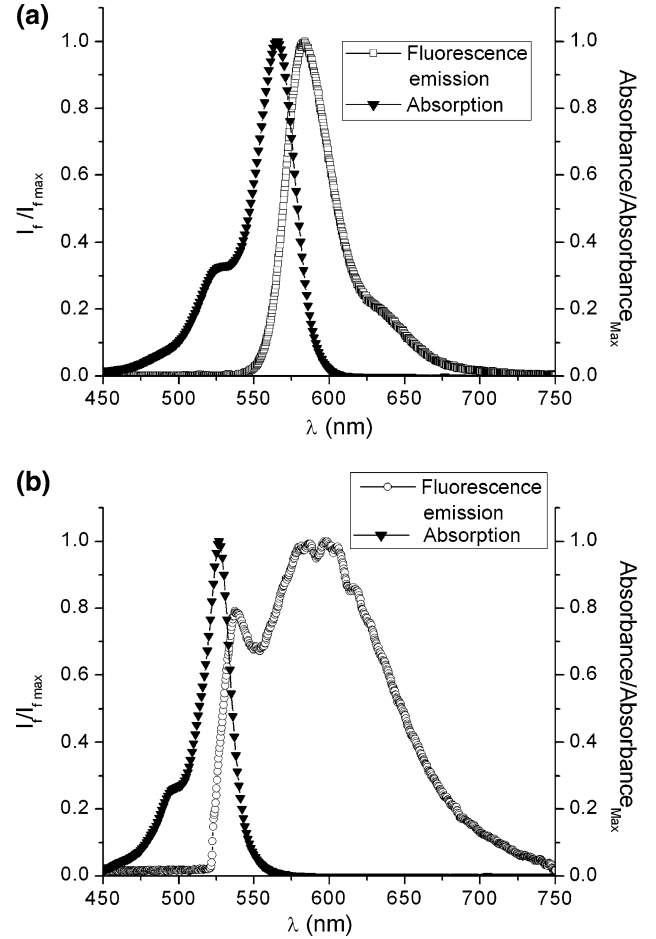 (a)
Fluorescence
emission
Absorption
1.0
0.8
0.6
0.4
0.2
0.0
1.0
0.8
0.6
0.4
0.2
0.0
I_f /I_f max
Absorbance/Absorbance_Max
450 500 550 600 650 700 750
λ (nm)
(b)
Fluorescence
emission
Absorption
1.0
0.8
0.6
0.4
0.2
0.0
1.0
0.8
0.6
0.4
0.2
0.0
I_f/I_f max
Absorbance/Absorbance_Max
450 500 550 600 650 700 750
λ (nm)